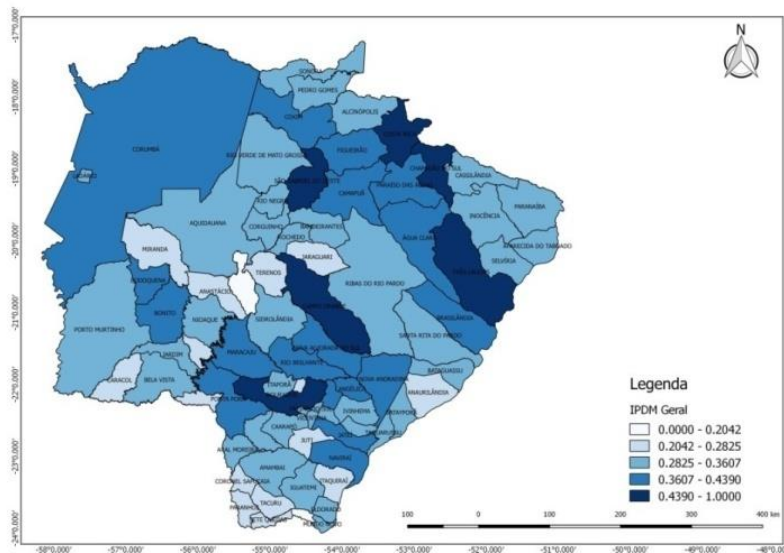 -17°0.000'
-18°0.000'
-19°0.000'
-20°0.000'
-21°0.000'
-22°0.000'
-23°0.000'
-24°0.000'
N
SONORA
PEDRO GOMES
ALCINÓPOLIS
COXIM
CORUMBÁ
RIO VERDE DE MATO GROSSO
FIGUEIRÃO
LADÁRIO
CASSILÂNDIA
PARAÍSO DAS
CAMAPUÃ
RIO NEGRO
INOCÊNCIA
PARANAÍBA
AQUIDAUANA
CORGUINHO
BANDEIRANTES
ROCHEDO
ÁGUA CLARA
APARECIDA DO TABOADO
MIRANDA
JARAGUARI
SELVÍRIA
TERENOS
RIBAS DO RIO PARDO
ANASTÁCIO
BODOQUENA
BONITO
NIOAQUE
SIDROLÂNDIA
BRASILÂNDIA
PORTO MURTINHO
SANTA RITA DO PARDO
JARDIM
MARACAJU
RIO BRILHANTE
CARACOL
BELA VISTA
BATAGUASSU
ITAPORÃ
ANGÉLICA
NOVA ANDRADINA
ANAURILÂNDIA
PONTA PORÃ
IVINHEMA
CAARAPÓ
JUTI
NAVIRAÍ
AMAMBAI
ITAQUIRAÍ
CORONEL SAPUCAIA
IGUATEMI
TACURU
PARANHOS
ELDORADO
MUNDO NOVO
Legenda
IPDM Geral
0.0000 - 0.2042
0.2042 - 0.2825
0.2825 - 0.3607
0.3607 - 0.4390
0.4390 - 1.0000
100 0 100 200 300 400 km
-58°0.000' -57°0.000' -56°0.000' -55°0.000' -54°0.000' -53°0.000' -52°0.000' -51°0.000' -50°0.000' -49°0.000' -48°0.000'